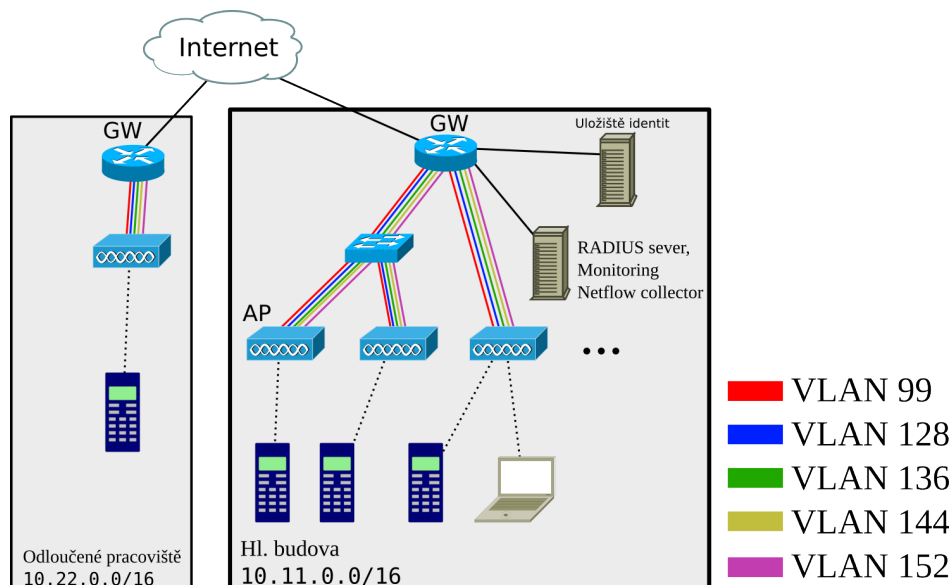 Internet
GW
GW
Uložiště identit
RADIUS sever,
Monitoring
Netflow collector
AP
...
VLAN 99
VLAN 128
VLAN 136
VLAN 144
VLAN 152
Odloučené pracoviště
10.22.0.0/16
Hl. budova
10.11.0.0/16